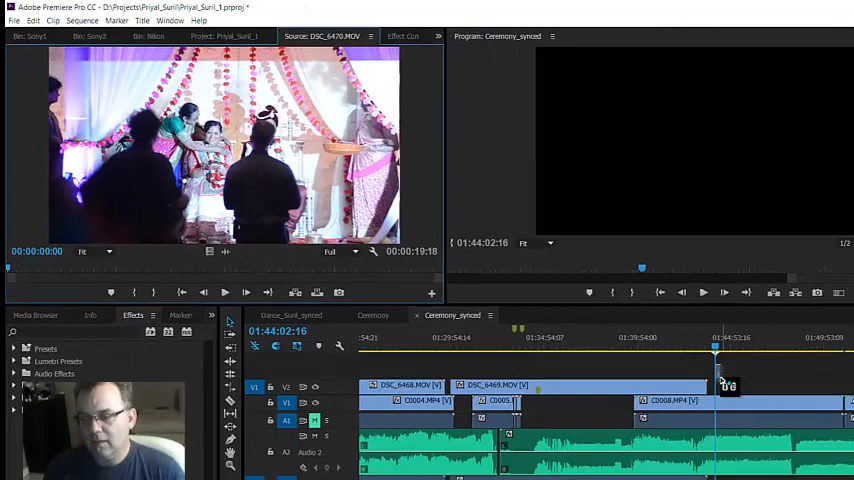 Adobe Premiere Pro CC - D:\Projects\Priyal_Suril\Priyal_Suril_1.prproj *
File Edit Clip Sequence Marker Title Window Help
Bin: Sony1 Bin: Sony2 Bin: Nikon Project: Priyal_Suril_1 Source: DSC_6470.MOV Effect Con
Program: Ceremony_synced
00:00:00:00 Fit Full 00:00:19:18
01:44:02:16 Fit 1/2
Media Browser Info Effects Marker
Dance_Suril_synced Ceremony × Ceremony_synced
01:44:02:16
:54:21 01:29:54:14 01:34:54:07 01:39:54:00 01:44:53:16 01:49:53:09
Presets
Lumetri Presets
Audio Effects
V1 V2 DSC_6468.MOV [V] DSC_6469.MOV [V]
V1 C0004.MP4 [V] C0005. C0008.MP4 [V]
A1 M S
M S
A2 Audio 2